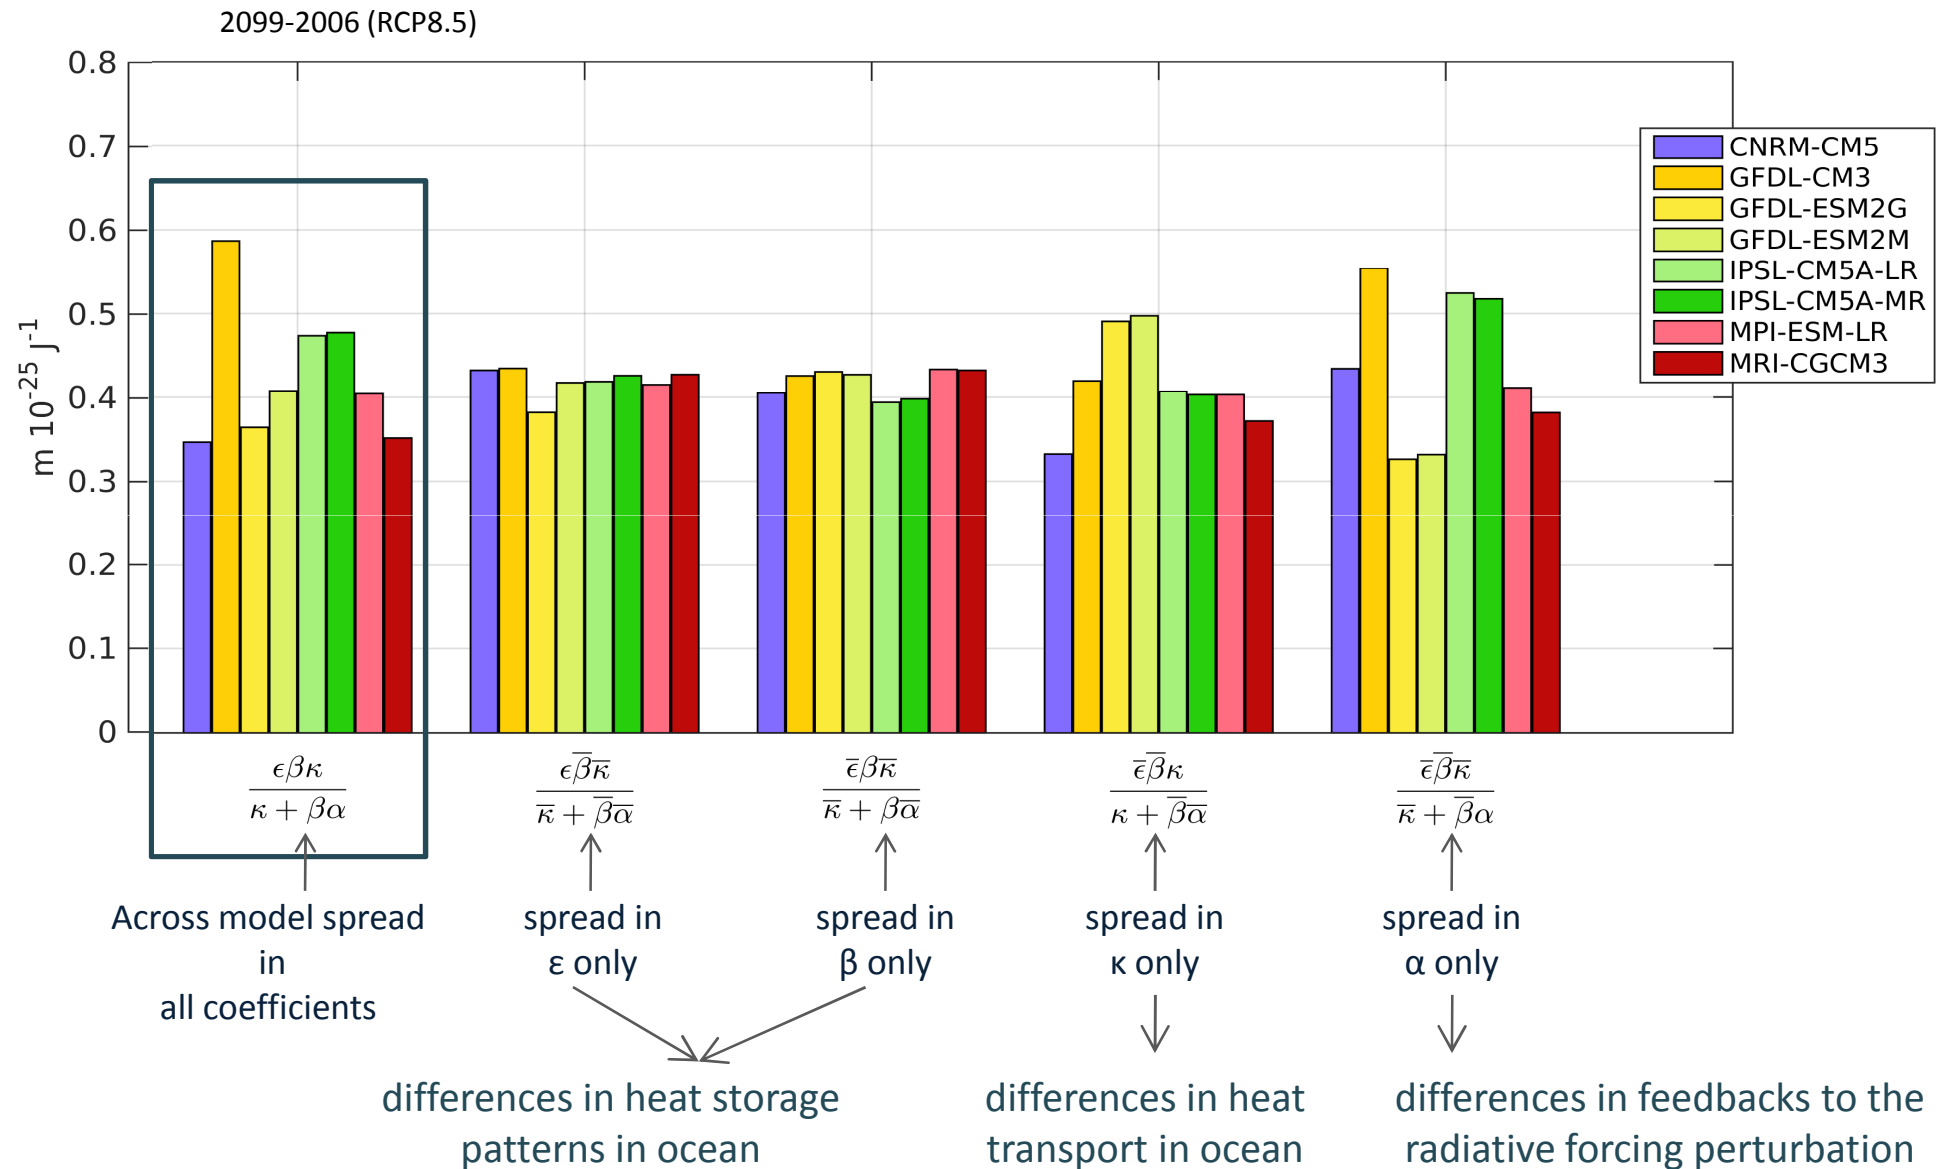 2099-2006 (RCP8.5)
0.8
0.7
0.6
0.5
0.4
0.3
0.2
0.1
0
m 10⁻²⁵ J⁻¹
CNRM-CM5
GFDL-CM3
GFDL-ESM2G
GFDL-ESM2M
IPSL-CM5A-LR
IPSL-CM5A-MR
MPI-ESM-LR
MRI-CGCM3
ϵβκ
κ + βα
ϵβ̅κ̅
κ̅ + β̅α̅
ϵ̅βκ̅
κ̅ + βα̅
ϵ̅β̅κ
κ + β̅α̅
ϵ̅β̅κ̅
κ̅ + β̅α
Across model spread
in
all coefficients
spread in
ε only
spread in
β only
spread in
κ only
spread in
α only
differences in heat storage
patterns in ocean
differences in heat
transport in ocean
differences in feedbacks to the
radiative forcing perturbation